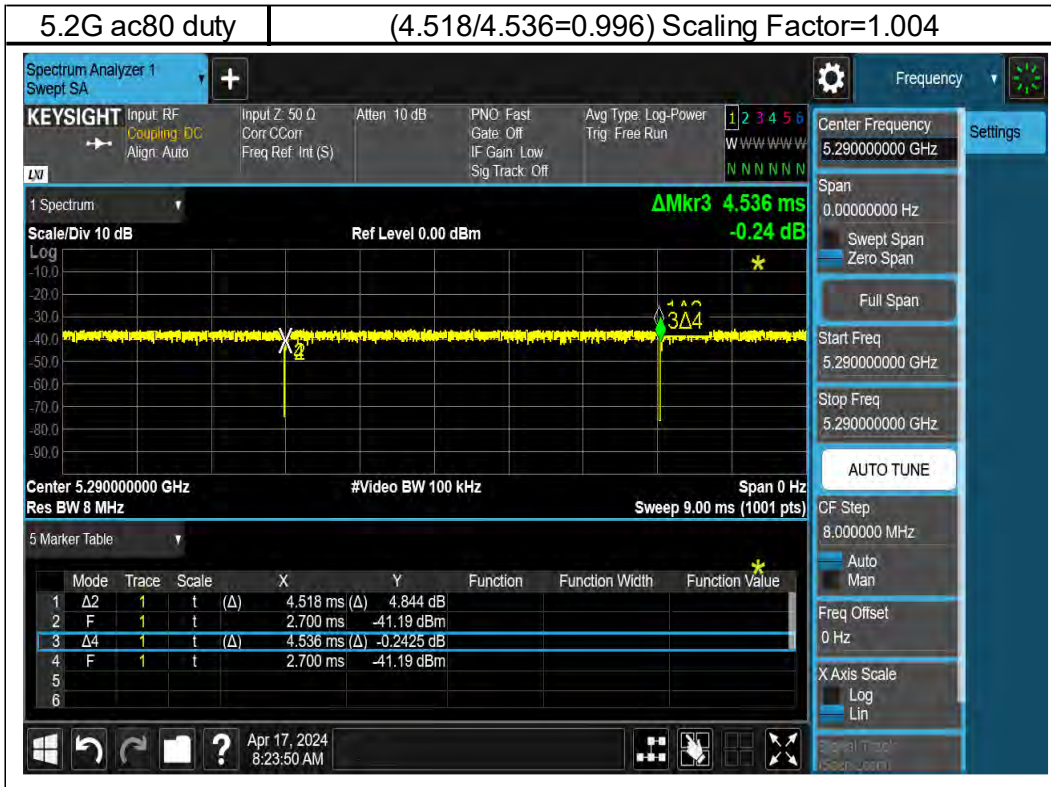 5.2G ac80 duty (4.518/4.536=0.996) Scaling Factor=1.004
Spectrum Analyzer 1
Swept SA
+
Frequency
KEYSIGHT
LXI
Input: RF
Coupling: DC
Align: Auto
Input Z: 50 Ω
Corr CCorr
Freq Ref: Int (S)
Atten: 10 dB
PNO: Fast
Gate: Off
IF Gain: Low
Sig Track: Off
Avg Type: Log-Power
Trig: Free Run
1 2 3 4 5 6
W W W W W W
N N N N N N
Center Frequency
5.290000000 GHz
Settings
Span
0.00000000 Hz
Swept Span
Zero Span
Full Span
Start Freq
5.290000000 GHz
Stop Freq
5.290000000 GHz
AUTO TUNE
CF Step
8.000000 MHz
Auto
Man
Freq Offset
0 Hz
X Axis Scale
Log
Lin
1 Spectrum
ΔMkr3 4.536 ms
-0.24 dB
Scale/Div 10 dB
Ref Level 0.00 dBm
Log
-10.0
-20.0
-30.0
-40.0
-50.0
-60.0
-70.0
-80.0
-90.0
3Δ4
Center 5.290000000 GHz #Video BW 100 kHz Span 0 Hz
Res BW 8 MHz Sweep 9.00 ms (1001 pts)
5 Marker Table
Mode Trace Scale X Y Function Function Width Function Value
1 Δ2 1 t (Δ) 4.518 ms (Δ) 4.844 dB
2 F 1 t 2.700 ms -41.19 dBm
3 Δ4 1 t (Δ) 4.536 ms (Δ) -0.2425 dB
4 F 1 t 2.700 ms -41.19 dBm
5
6
?
Apr 17, 2024
8:23:50 AM